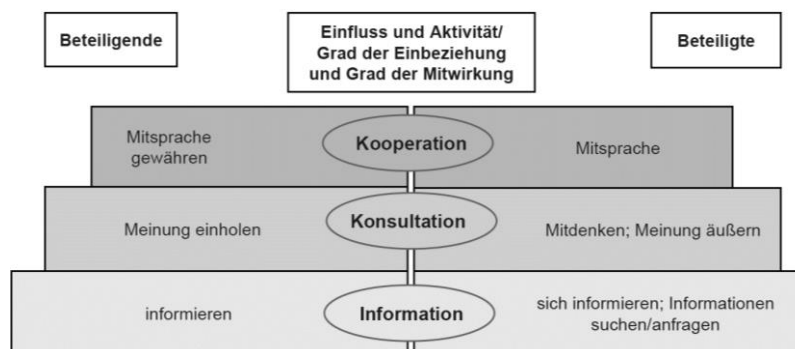 Beteiligende
Einfluss und Aktivität/
Grad der Einbeziehung
und Grad der Mitwirkung
Beteiligte
Mitsprache
gewähren
Kooperation
Mitsprache
Meinung einholen
Konsultation
Mitdenken; Meinung äußern
informieren
Information
sich informieren; Informationen
suchen/anfragen